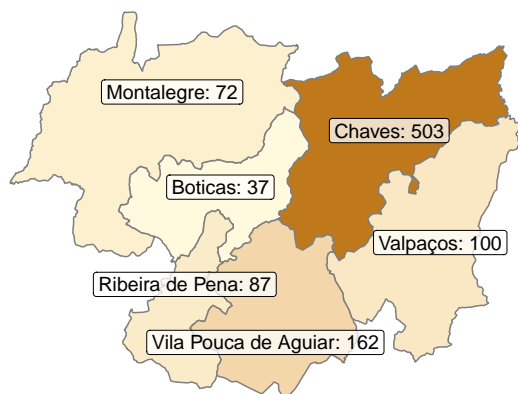 Montalegre: 72
Chaves: 503
Boticas: 37
Valpaços: 100
Ribeira de Pena: 87
Vila Pouca de Aguiar: 162